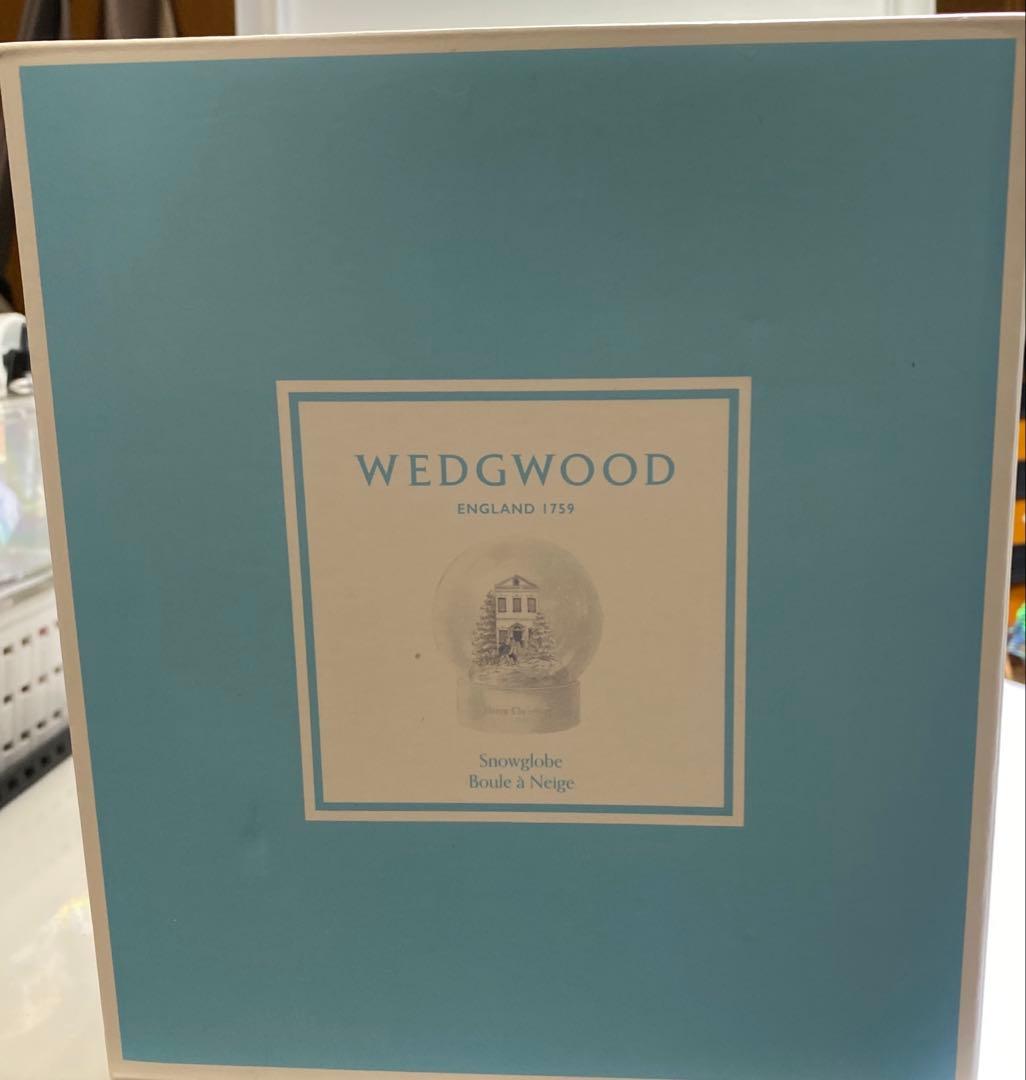 WEDGWOOD
ENGLAND 1759
Snowglobe
Boule à Neige